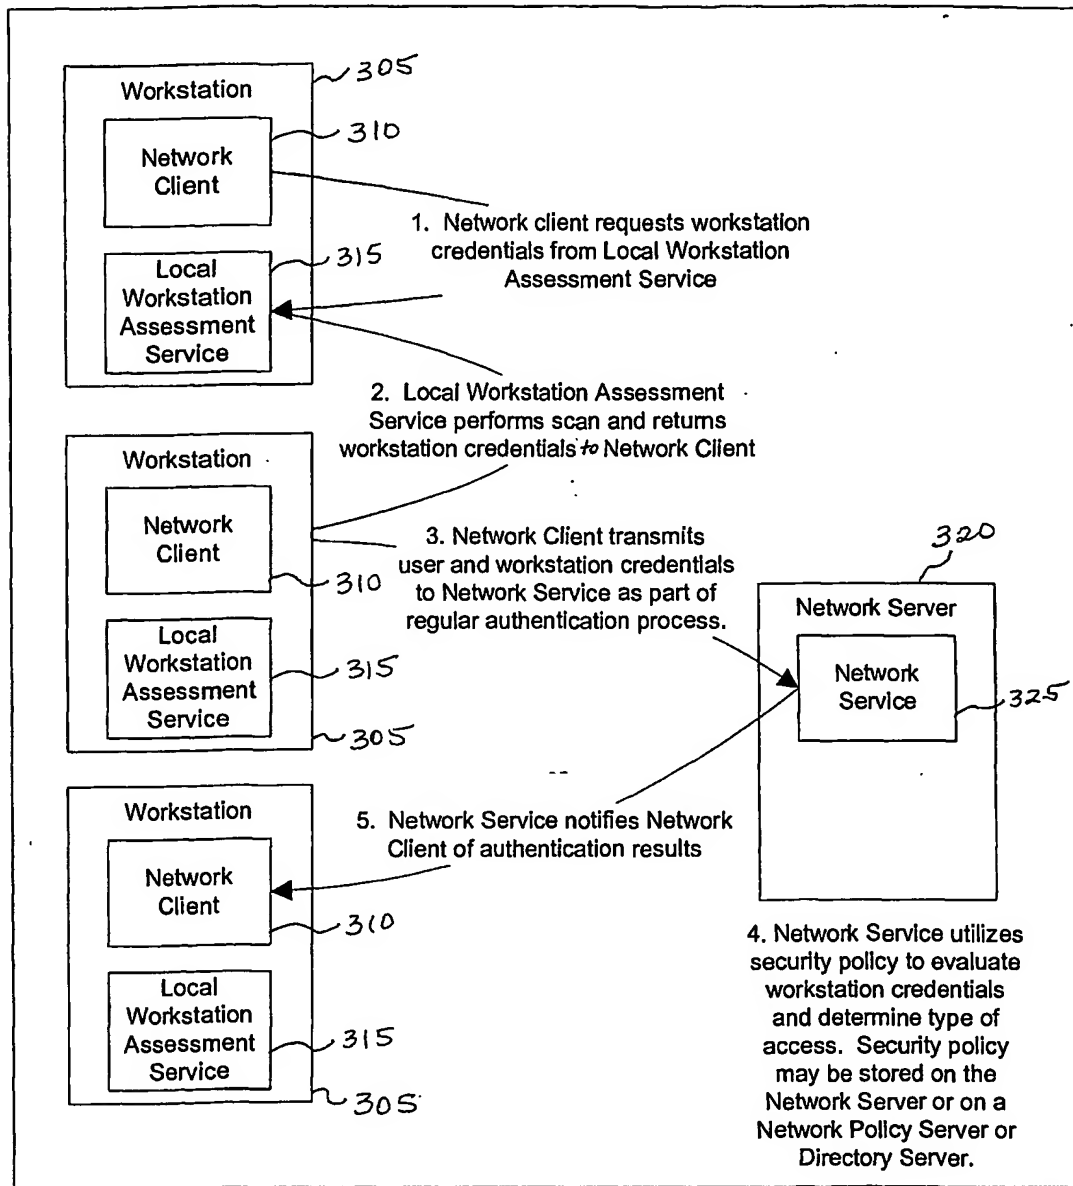 Workstation
305
Network
Client
310
Local
Workstation
Assessment
Service
315
1. Network client requests workstation
credentials from Local Workstation
Assessment Service
2. Local Workstation Assessment
Service performs scan and returns
workstation credentials to Network Client
Workstation
Network
Client
310
Local
Workstation
Assessment
Service
315
305
3. Network Client transmits
user and workstation credentials
to Network Service as part of
regular authentication process.
320
Network Server
Network
Service
325
Workstation
Network
Client
310
Local
Workstation
Assessment
Service
315
305
5. Network Service notifies Network
Client of authentication results
4. Network Service utilizes
security policy to evaluate
workstation credentials
and determine type of
access. Security policy
may be stored on the
Network Server or on a
Network Policy Server or
Directory Server.